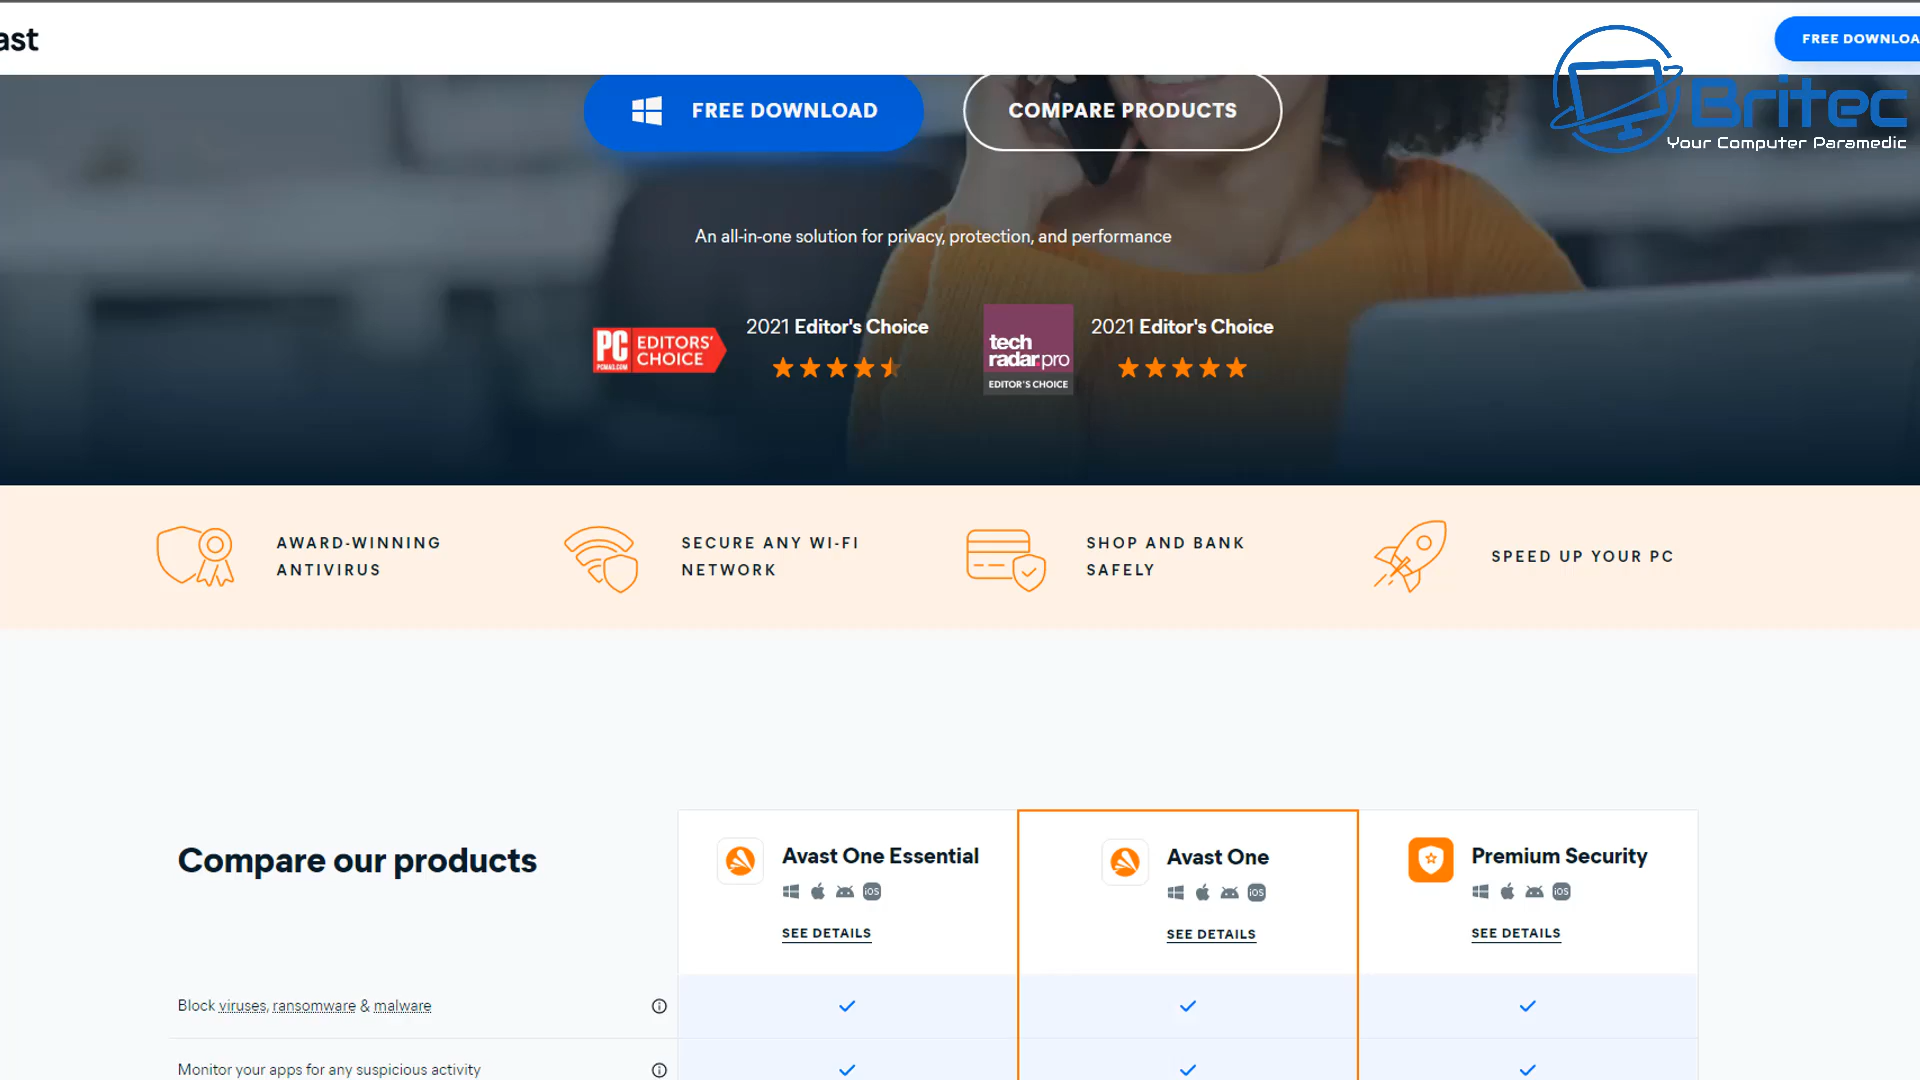 ast
FREE DOWNLOA
Britec
Your Computer Paramedic
FREE DOWNLOAD
COMPARE PRODUCTS
An all-in-one solution for privacy, protection, and performance
PC EDITORS' CHOICE
PCMAG.COM
2021 Editor's Choice
tech
radar.pro
EDITOR'S CHOICE
2021 Editor's Choice
AWARD-WINNING
ANTIVIRUS
SECURE ANY WI-FI
NETWORK
SHOP AND BANK
SAFELY
SPEED UP YOUR PC
Compare our products
Avast One Essential
iOS
SEE DETAILS
Avast One
iOS
SEE DETAILS
Premium Security
iOS
SEE DETAILS
Block viruses, ransomware & malware
Monitor your apps for any suspicious activity